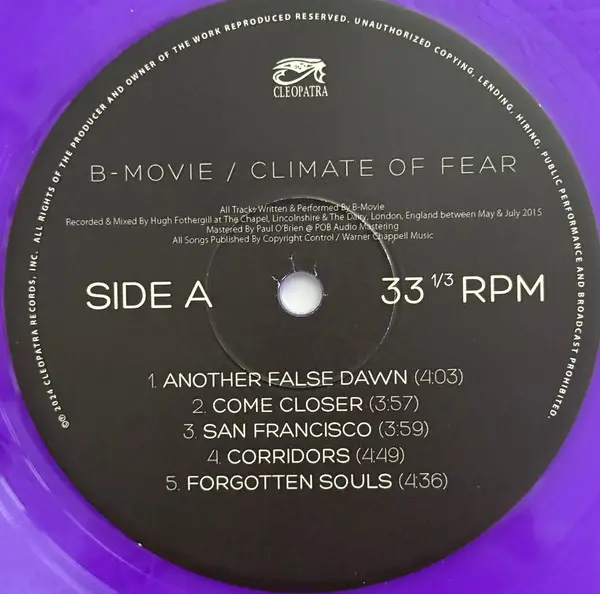 ℗© 2024 CLEOPATRA RECORDS, INC. ALL RIGHTS OF THE PRODUCER AND OWNER OF THE WORK REPRODUCED RESERVED. UNAUTHORIZED COPYING, LENDING, HIRING, PUBLIC PERFORMANCE AND BROADCAST PROHIBITED.
CLEOPATRA
B-MOVIE / CLIMATE OF FEAR
All Tracks Written & Performed By B-Movie
Recorded & Mixed By Hugh Fothergill at The Chapel, Lincolnshire & The Dairy, London, England between May & July 2015
Mastered By Paul O'Brien @ POB Audio Mastering
All Songs Published By Copyright Control / Warner Chappell Music
SIDE A 33 1/3 RPM
1. ANOTHER FALSE DAWN (4:03)
2. COME CLOSER (3:57)
3. SAN FRANCISCO (3:59)
4. CORRIDORS (4:49)
5. FORGOTTEN SOULS (4:36)